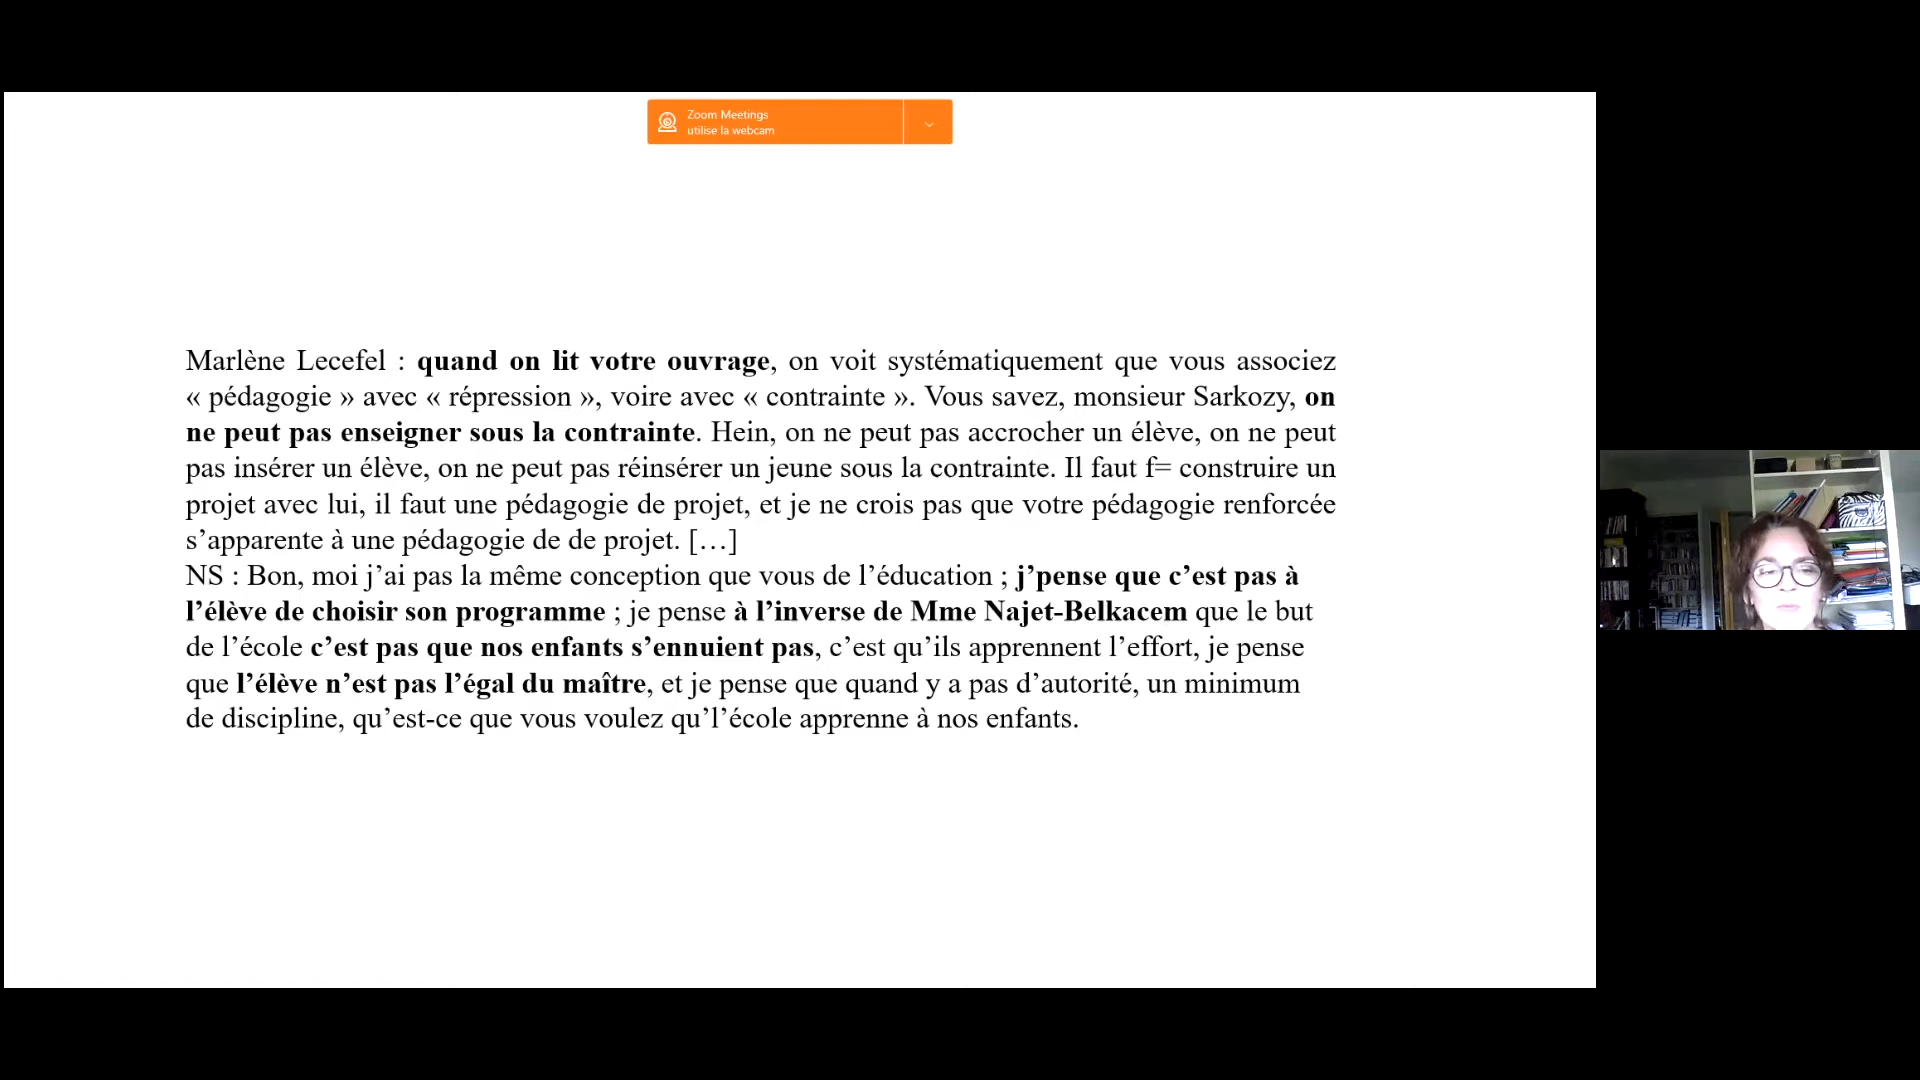 Zoom Meetings
utilise la webcam
Marlène Lecefel : quand on lit votre ouvrage, on voit systématiquement que vous associez
« pédagogie » avec « répression », voire avec « contrainte ». Vous savez, monsieur Sarkozy, on
ne peut pas enseigner sous la contrainte. Hein, on ne peut pas accrocher un élève, on ne peut
pas insérer un élève, on ne peut pas réinsérer un jeune sous la contrainte. Il faut f= construire un
projet avec lui, il faut une pédagogie de projet, et je ne crois pas que votre pédagogie renforcée
s’apparente à une pédagogie de de projet. […]
NS : Bon, moi j’ai pas la même conception que vous de l’éducation ; j’pense que c’est pas à
l’élève de choisir son programme ; je pense à l’inverse de Mme Najet-Belkacem que le but
de l’école c’est pas que nos enfants s’ennuient pas, c’est qu’ils apprennent l’effort, je pense
que l’élève n’est pas l’égal du maître, et je pense que quand y a pas d’autorité, un minimum
de discipline, qu’est-ce que vous voulez qu’l’école apprenne à nos enfants.